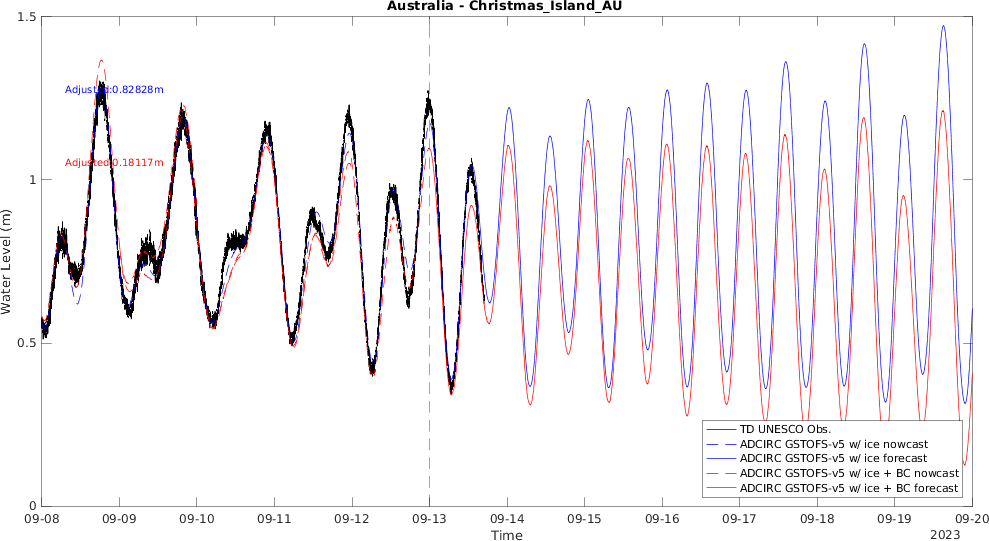 Australia - Christmas_Island_AU
Water Level (m)
1.5
1
0.5
0
Adjusted:0.82828m
Adjusted:0.18117m
TD UNESCO Obs.
ADCIRC GSTOFS-v5 w/ ice nowcast
ADCIRC GSTOFS-v5 w/ ice forecast
ADCIRC GSTOFS-v5 w/ ice + BC nowcast
ADCIRC GSTOFS-v5 w/ ice + BC forecast
09-08 09-09 09-10 09-11 09-12 09-13 09-14 09-15 09-16 09-17 09-18 09-19 09-20
Time
2023